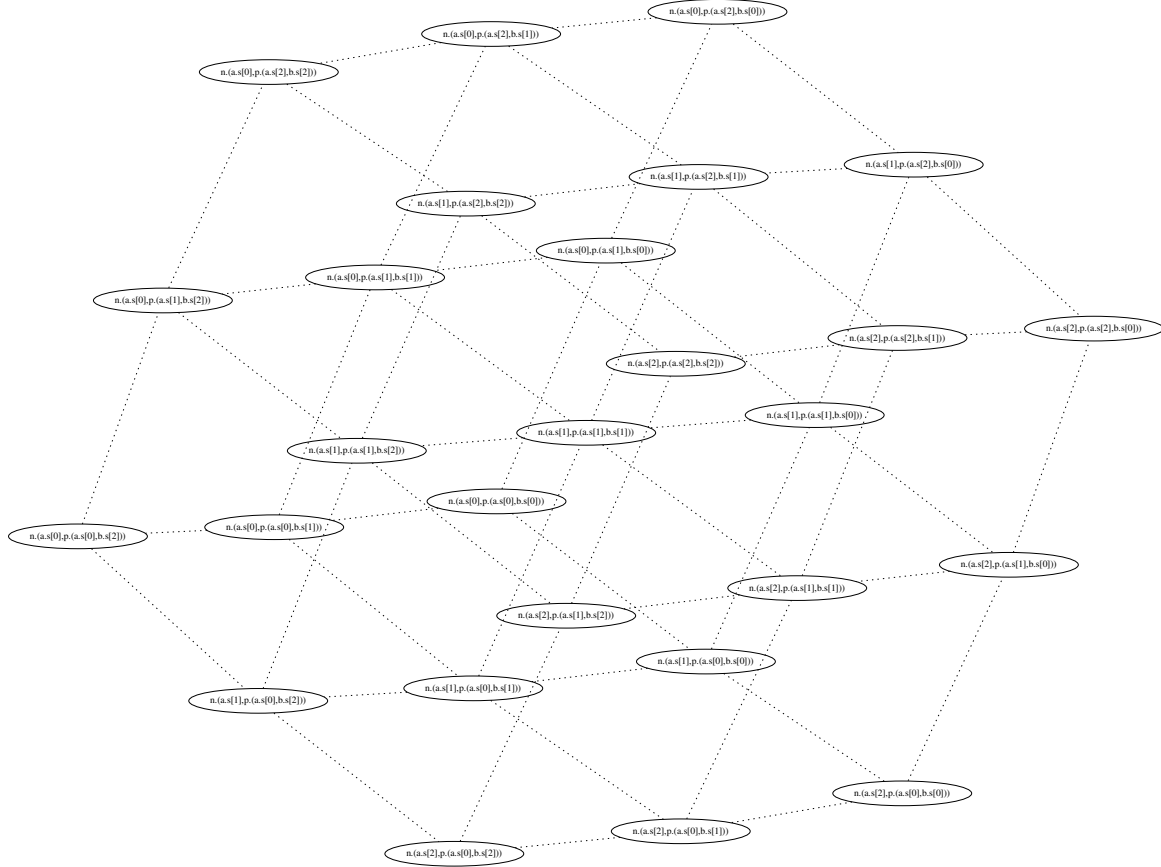 n.(a.s[0],p.(a.s[2],b.s[0]))
n.(a.s[0],p.(a.s[2],b.s[1]))
n.(a.s[0],p.(a.s[2],b.s[2]))
n.(a.s[1],p.(a.s[2],b.s[0]))
n.(a.s[1],p.(a.s[2],b.s[1]))
n.(a.s[1],p.(a.s[2],b.s[2]))
n.(a.s[0],p.(a.s[1],b.s[0]))
n.(a.s[0],p.(a.s[1],b.s[1]))
n.(a.s[0],p.(a.s[1],b.s[2]))
n.(a.s[2],p.(a.s[2],b.s[0]))
n.(a.s[2],p.(a.s[2],b.s[1]))
n.(a.s[2],p.(a.s[2],b.s[2]))
n.(a.s[1],p.(a.s[1],b.s[0]))
n.(a.s[1],p.(a.s[1],b.s[1]))
n.(a.s[1],p.(a.s[1],b.s[2]))
n.(a.s[0],p.(a.s[0],b.s[0]))
n.(a.s[0],p.(a.s[0],b.s[1]))
n.(a.s[0],p.(a.s[0],b.s[2]))
n.(a.s[2],p.(a.s[1],b.s[0]))
n.(a.s[2],p.(a.s[1],b.s[1]))
n.(a.s[2],p.(a.s[1],b.s[2]))
n.(a.s[1],p.(a.s[0],b.s[0]))
n.(a.s[1],p.(a.s[0],b.s[1]))
n.(a.s[1],p.(a.s[0],b.s[2]))
n.(a.s[2],p.(a.s[0],b.s[0]))
n.(a.s[2],p.(a.s[0],b.s[1]))
n.(a.s[2],p.(a.s[0],b.s[2]))